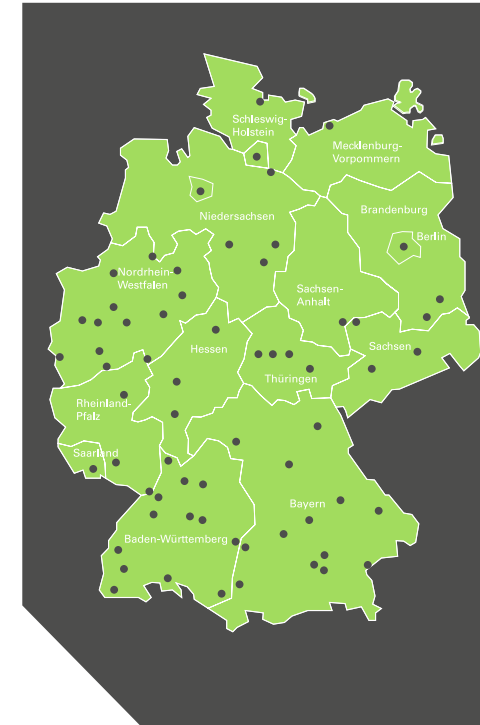 Schleswig-
Holstein
Mecklenburg-
Vorpommern
Niedersachsen
Brandenburg
Berlin
Nordrhein-
Westfalen
Sachsen-
Anhalt
Hessen
Sachsen
Thüringen
Rheinland-
Pfalz
Saarland
Bayern
Baden-Württemberg